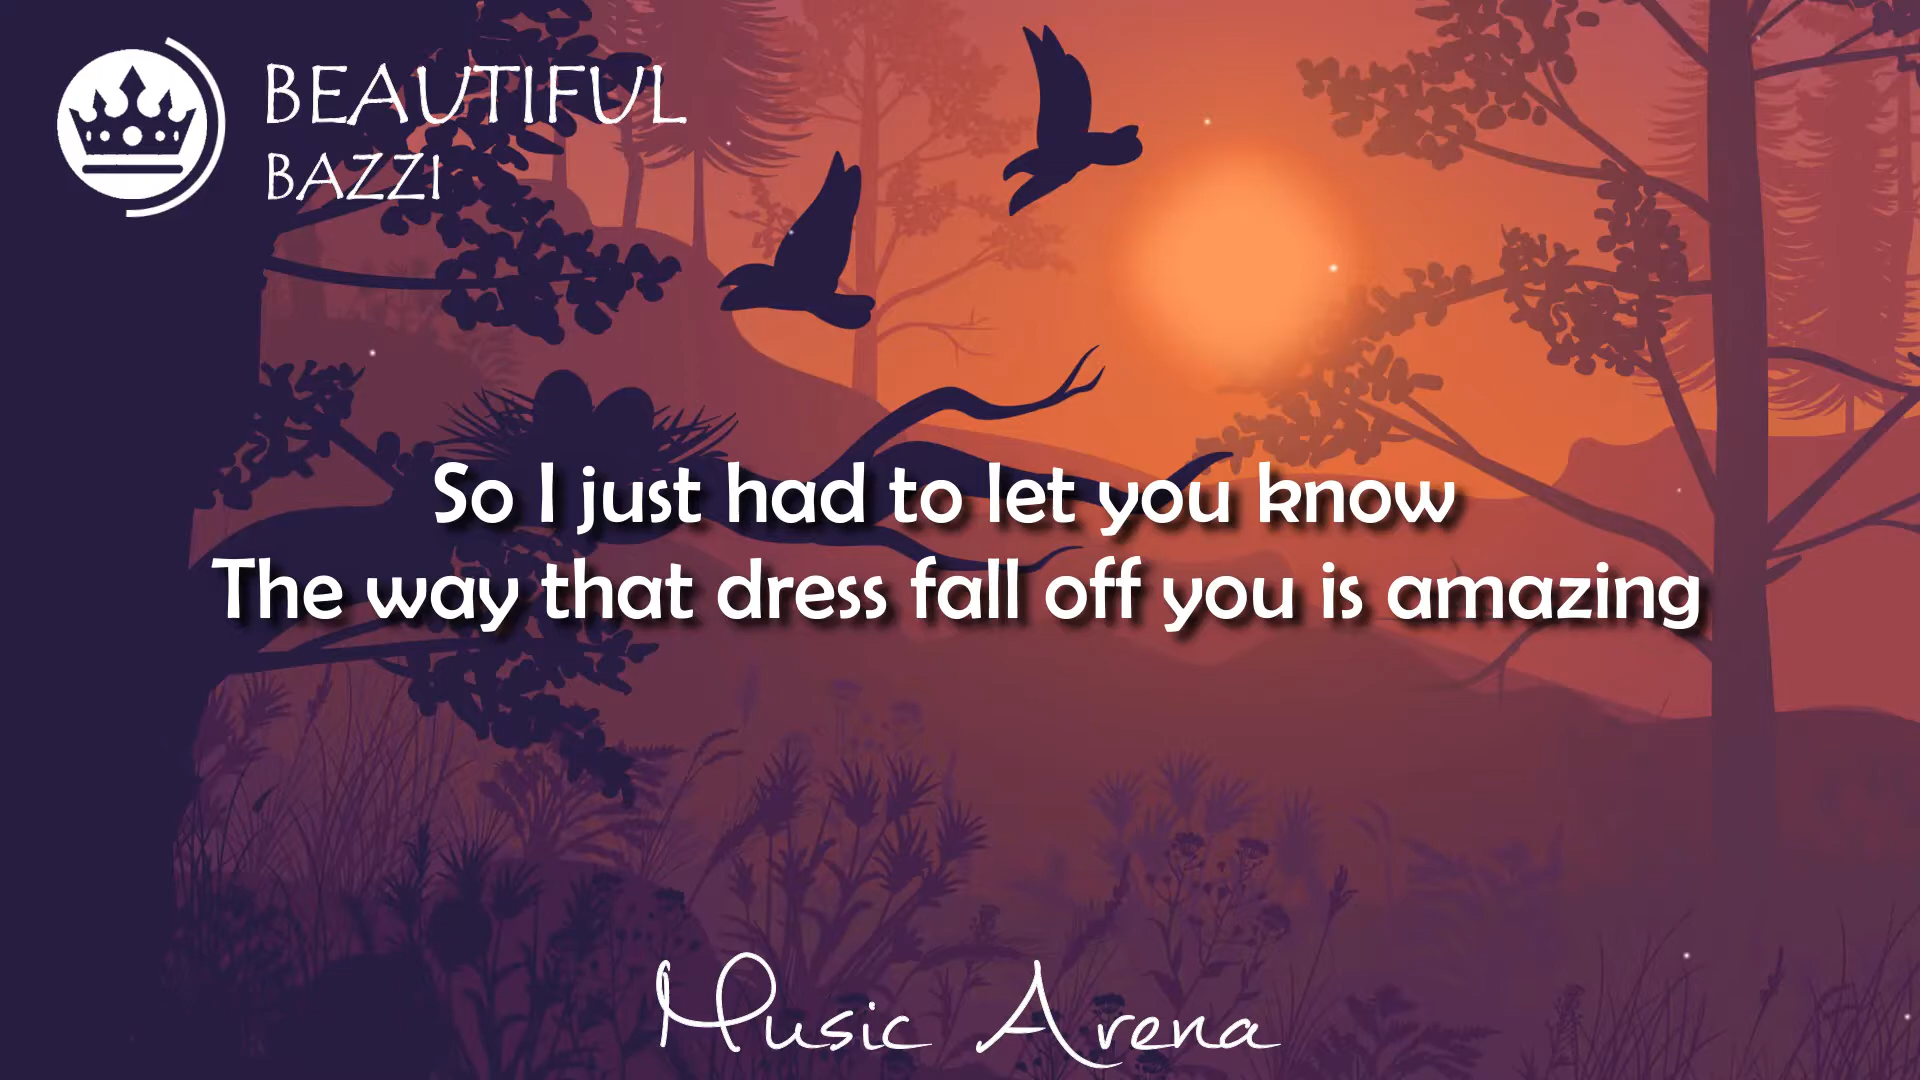 BEAUTIFUL
BAZZI
So I just had to let you know
The way that dress fall off you is amazing
Music Arena